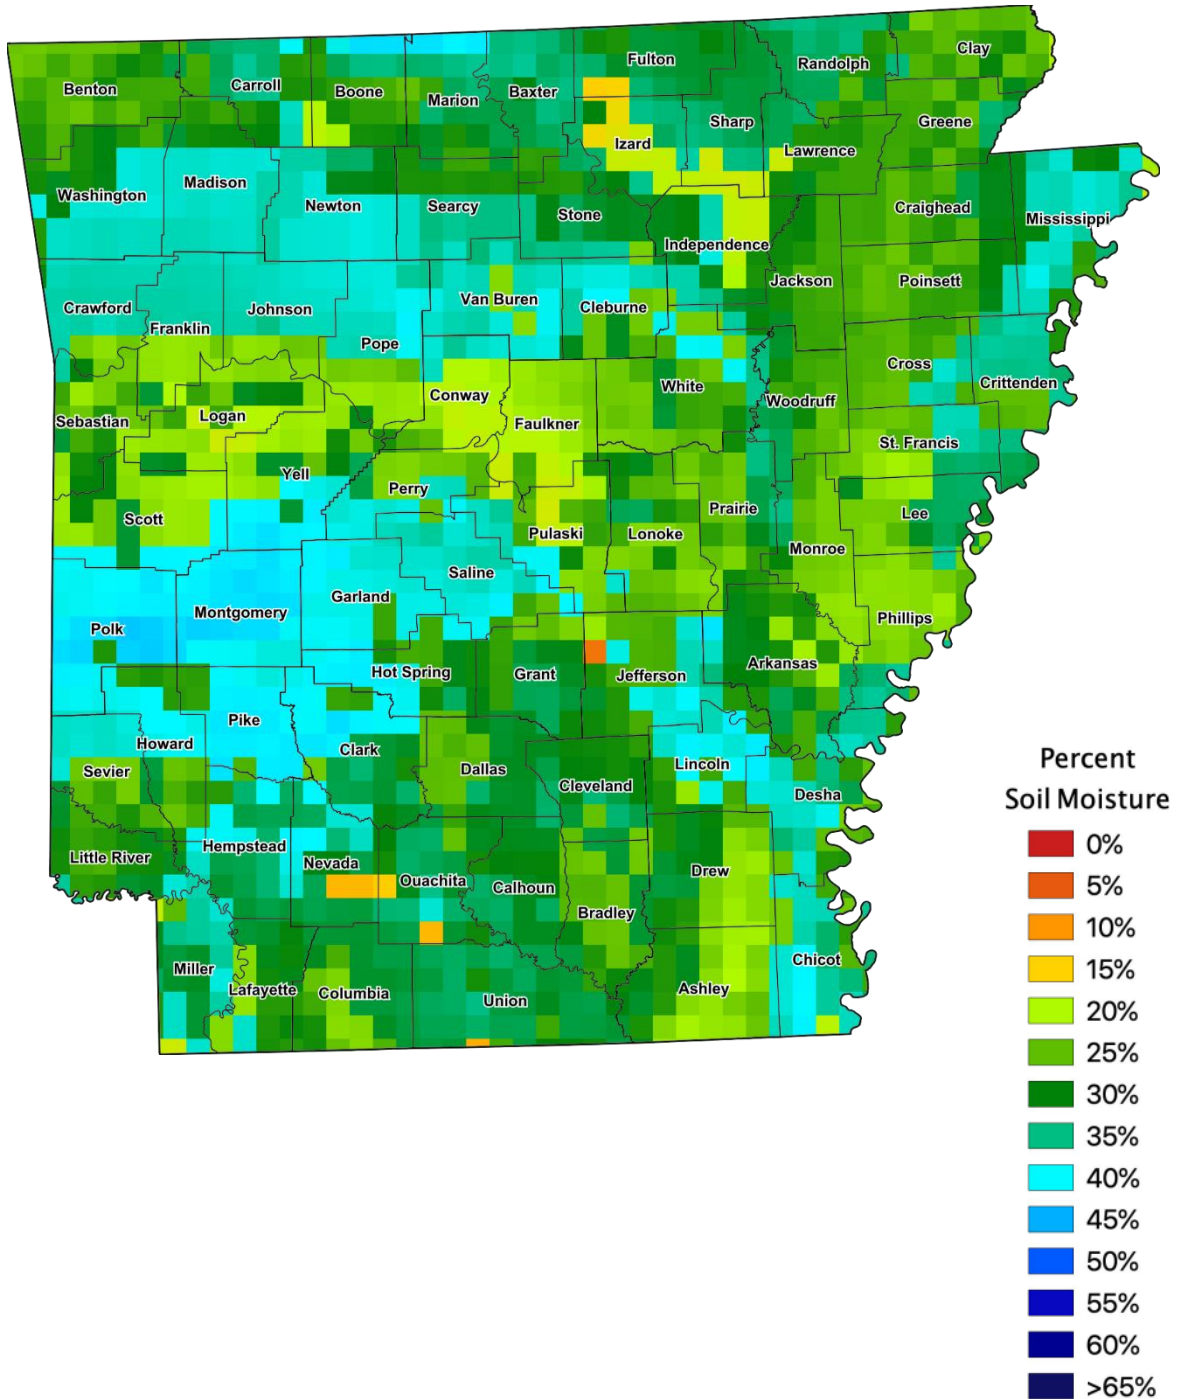 Clay
Fulton
Randolph
Carroll
Benton
Boone
Baxter
Marion
Greene
Sharp
Izard
Lawrence
Madison
Washington
Newton
Searcy
Craighead
Stone
Mississippi
Independence
Jackson
Poinsett
Van Buren
Crawford
Cleburne
Johnson
Franklin
Pope
Cross
Crittenden
White
Conway
Woodruff
Logan
Sebastian
Faulkner
St. Francis
Yell
Perry
Prairie
Lee
Scott
Pulaski
Lonoke
Monroe
Saline
Garland
Montgomery
Phillips
Polk
Arkansas
Hot Spring
Grant
Jefferson
Pike
Howard
Clark
Lincoln
Sevier
Dallas
Cleveland
Desha
Hempstead
Little River
Nevada
Drew
Ouachita
Calhoun
Bradley
Chicot
Miller
Lafayette
Columbia
Ashley
Union
Percent
Soil Moisture
0%
5%
10%
15%
20%
25%
30%
35%
40%
45%
50%
55%
60%
>65%